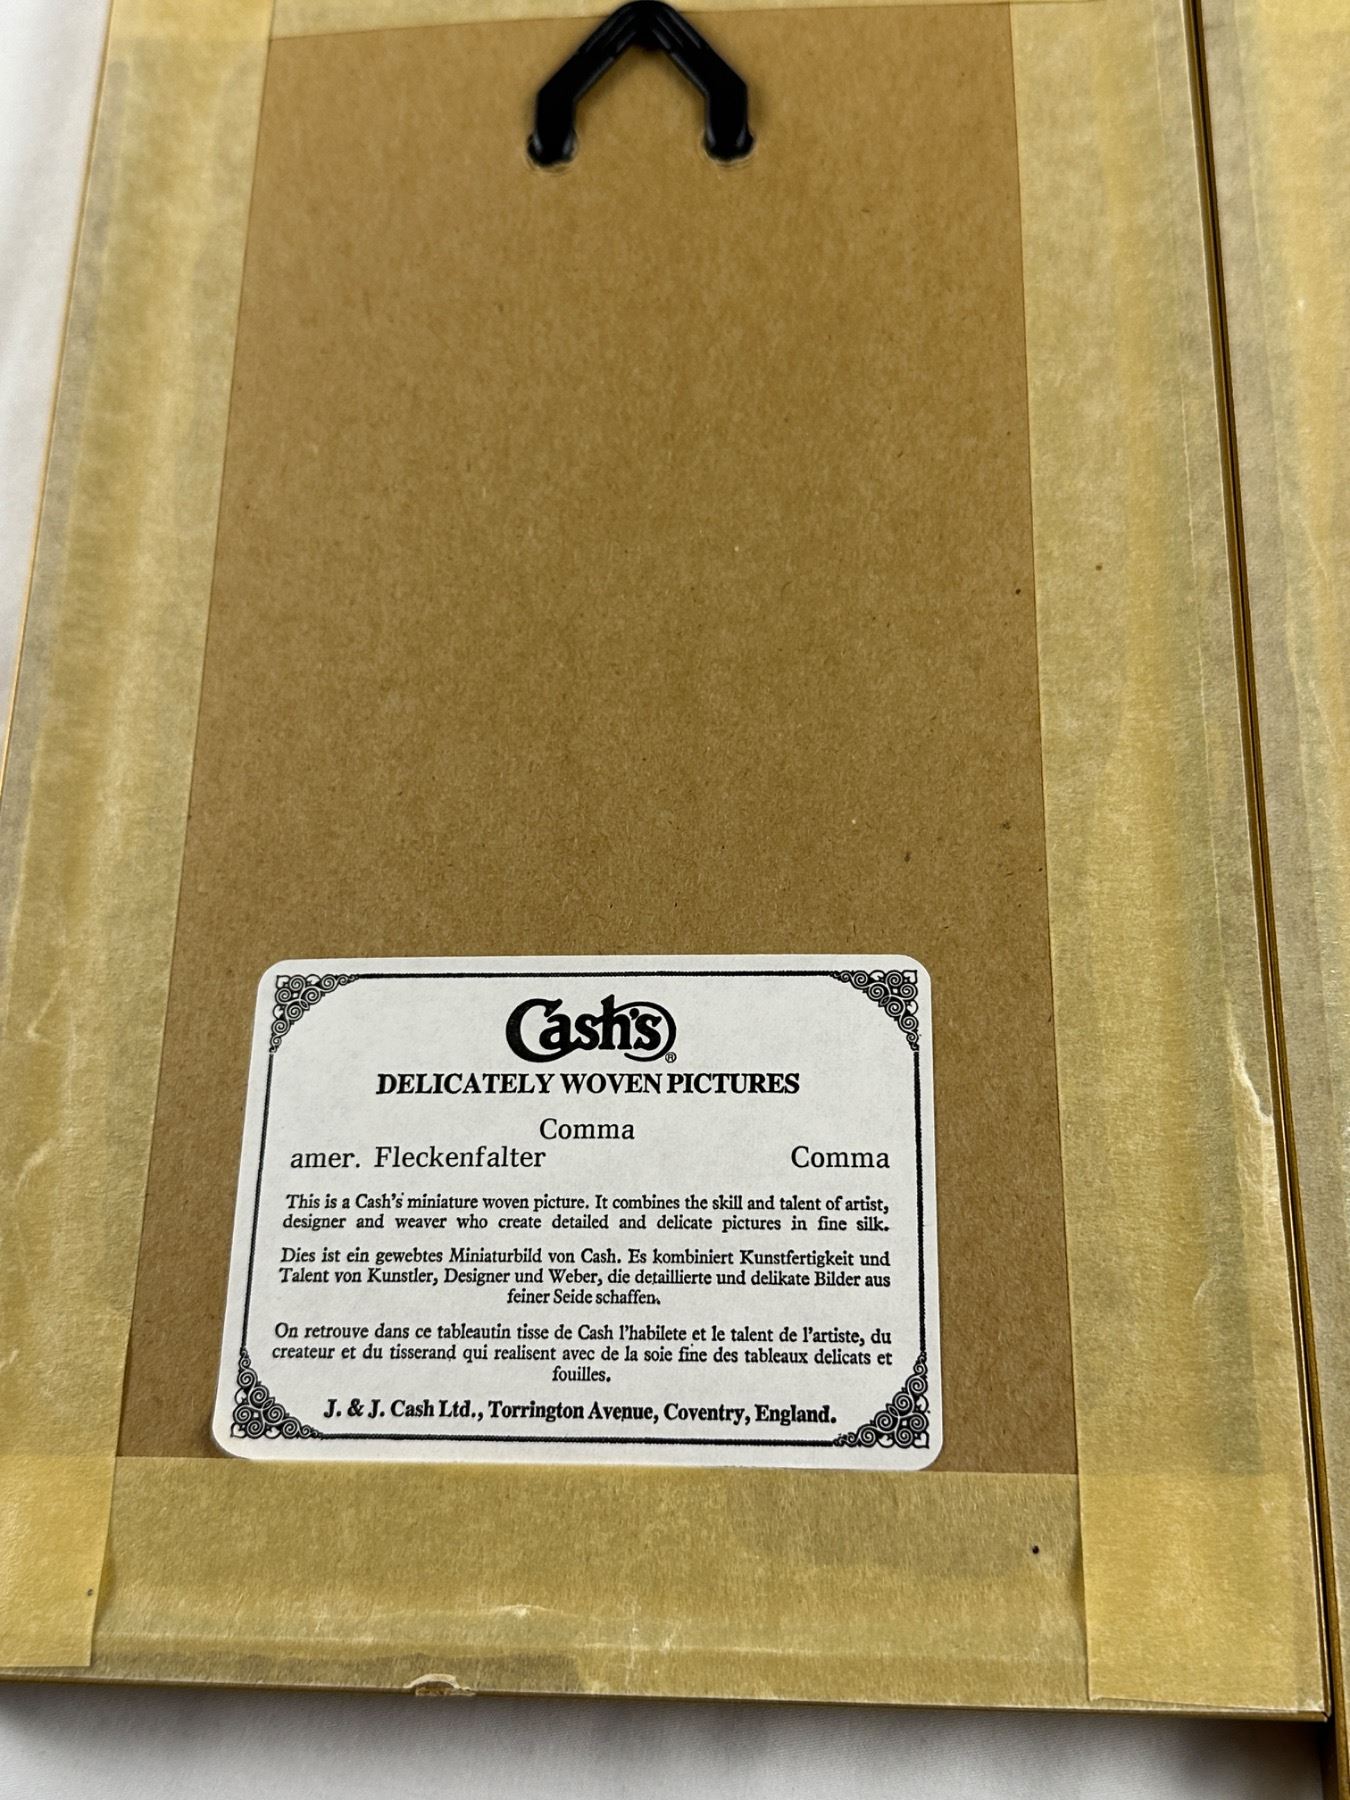 Cash's®
DELICATELY WOVEN PICTURES
Comma
amer. Fleckenfalter Comma
This is a Cash's miniature woven picture. It combines the skill and talent of artist,
designer and weaver who create detailed and delicate pictures in fine silk.
Dies ist ein gewebtes Miniaturbild von Cash. Es kombiniert Kunstfertigkeit und
Talent von Kunstler, Designer und Weber, die detaillierte und delikate Bilder aus
feiner Seide schaffen.
On retrouve dans ce tableautin tisse de Cash l'habilete et le talent de l'artiste, du
createur et du tisserand qui realisent avec de la soie fine des tableaux delicats et
fouilles.
J. & J. Cash Ltd., Torrington Avenue, Coventry, England.